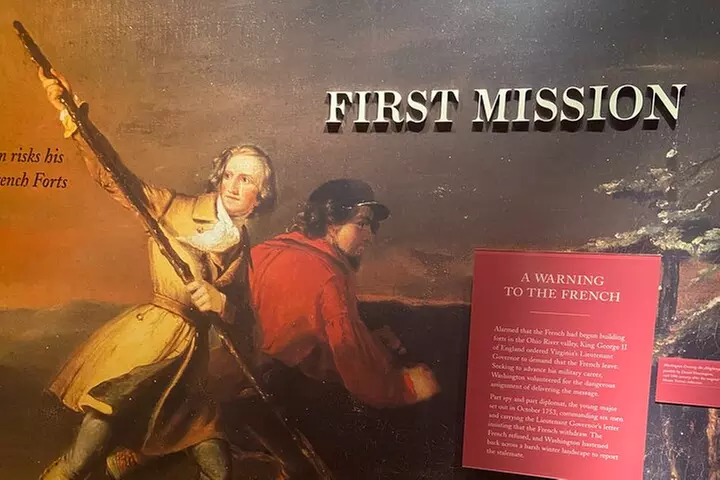 FIRST MISSION
n risks his
ench Forts
A WARNING
TO THE FRENCH
Alarmed that the French had begun building
forts in the Ohio River valley, King George II
of England ordered Virginia's Lieutenant
Governor to demand that the French leave.
Seeking to advance his military career,
Washington volunteered for the dangerous
assignment of delivering the message.
Part spy and part diplomat, the young major
set out in October 1753, commanding six men
and carrying the Lieutenant Governor's letter
insisting that the French withdraw. The
French refused, and Washington hastened
back across a harsh winter landscape to report
the stalemate.
Washington Crossing the